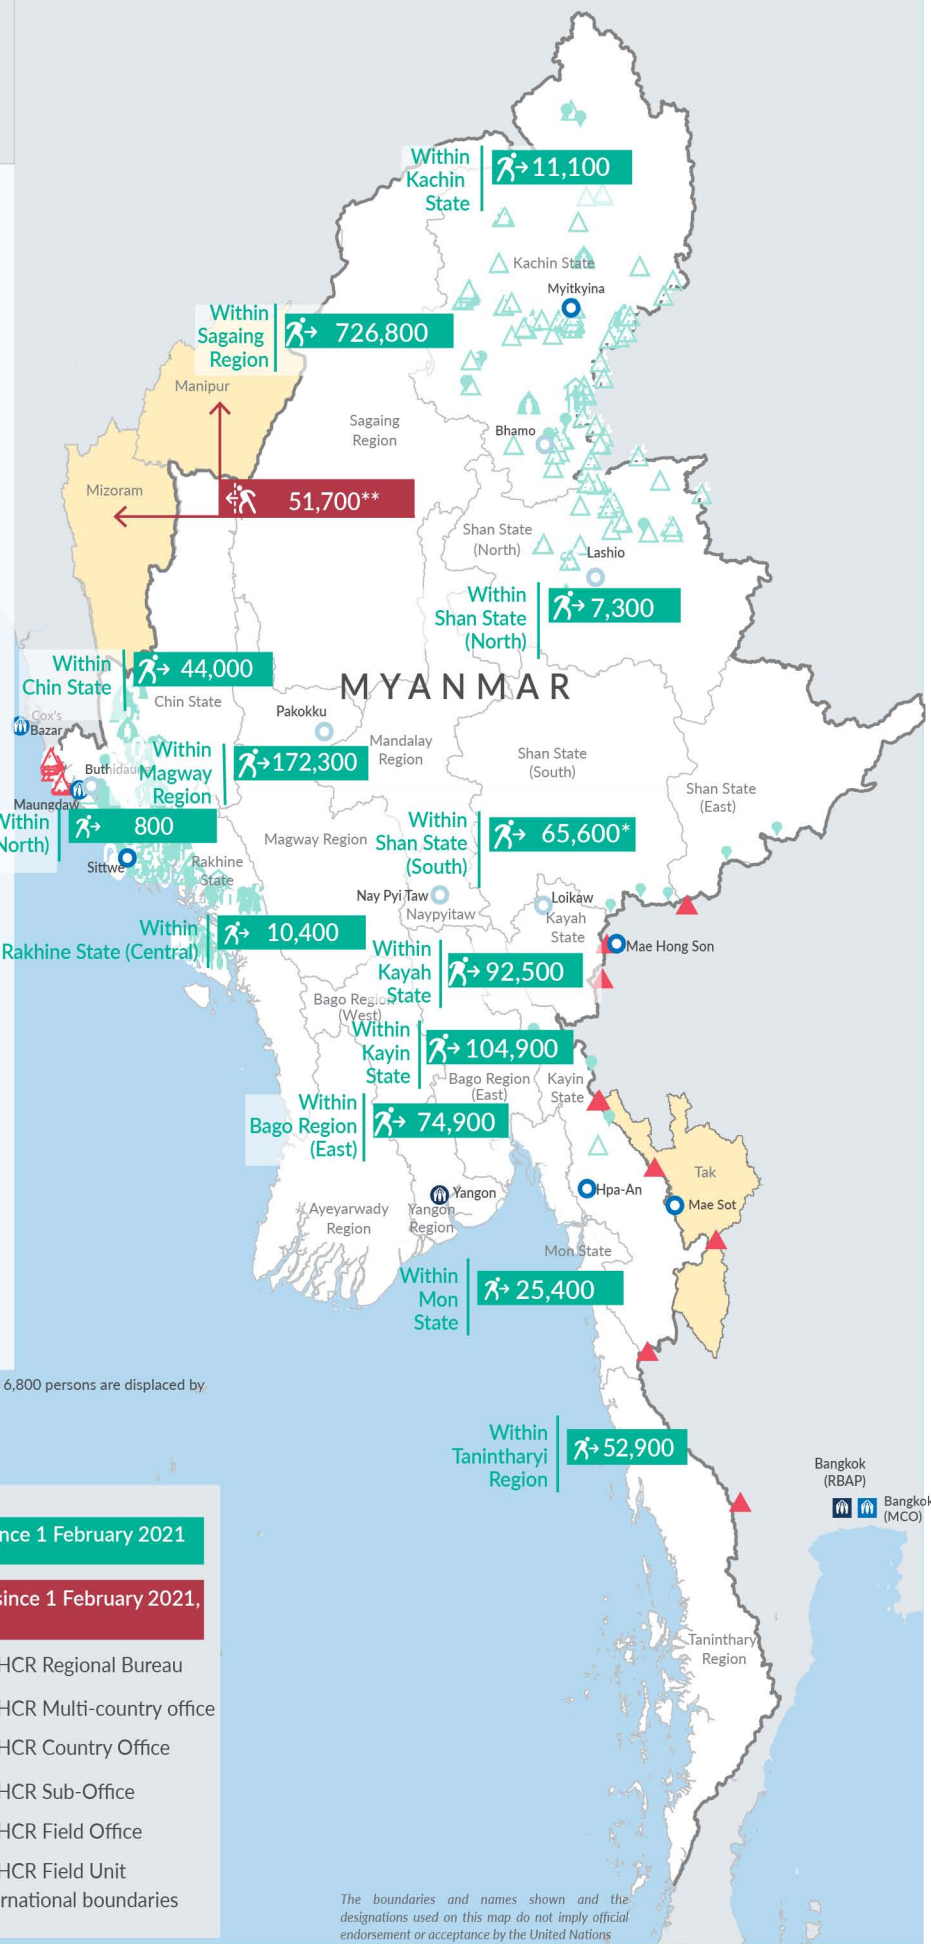 Within
Kachin
State
11,100
Kachin State
Myitkyina
Within
Sagaing
Region
726,800
Manipur
Sagaing
Region
Bhamo
Mizoram
51,700**
Shan State
(North)
Lashio
Within
Shan State
(North)
7,300
Within
Chin State
44,000
MYANMAR
Chin State
Pakokku
Cox's
Bazar
Mandalay
Region
Within
Magway
Region
172,300
Shan State
(South)
Shan State
(East)
Maungdaw
Within
North)
800
Magway Region
Within
Shan State
(South)
65,600*
Sittwe
Rakhine
State
Nay Pyi Taw
Naypyitaw
Loikaw
Kayah
State
Mae Hong Son
Within
Rakhine State (Central)
10,400
Within
Kayah
State
92,500
Bago Region
(West)
Within
Kayin
State
104,900
Bago Region
(East)
Kayin
State
Within
Bago Region
(East)
74,900
Tak
Hpa-An
Mae Sot
Yangon
Yangon
Region
Ayeyarwady
Region
Mon State
Within
Mon
State
25,400
6,800 persons are displaced by
Within
Tanintharyi
Region
52,900
Bangkok
(RBAP)
Bangkok
(MCO)
nce 1 February 2021
since 1 February 2021,
HCR Regional Bureau
HCR Multi-country office
HCR Country Office
HCR Sub-Office
HCR Field Office
HCR Field Unit
rnational boundaries
Taninthary
Region
The boundaries and names shown and the
designations used on this map do not imply official
endorsement or acceptance by the United Nations